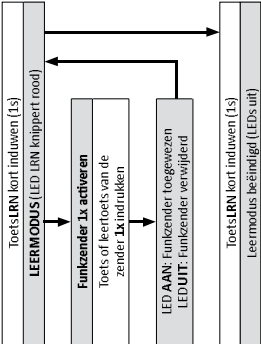 Toets LRN kort induwen (1s)
LEERMODUS (LED LRN knippert rood)
Funkzender 1x activeren
Toets of leertoets van de
zender 1x indrukken
LED AAN: Funkzender toegewezen
LED UIT: Funkzender verwijderd
Toets LRN kort induwen (1s)
Leermodus beëindigd (LEDs uit)